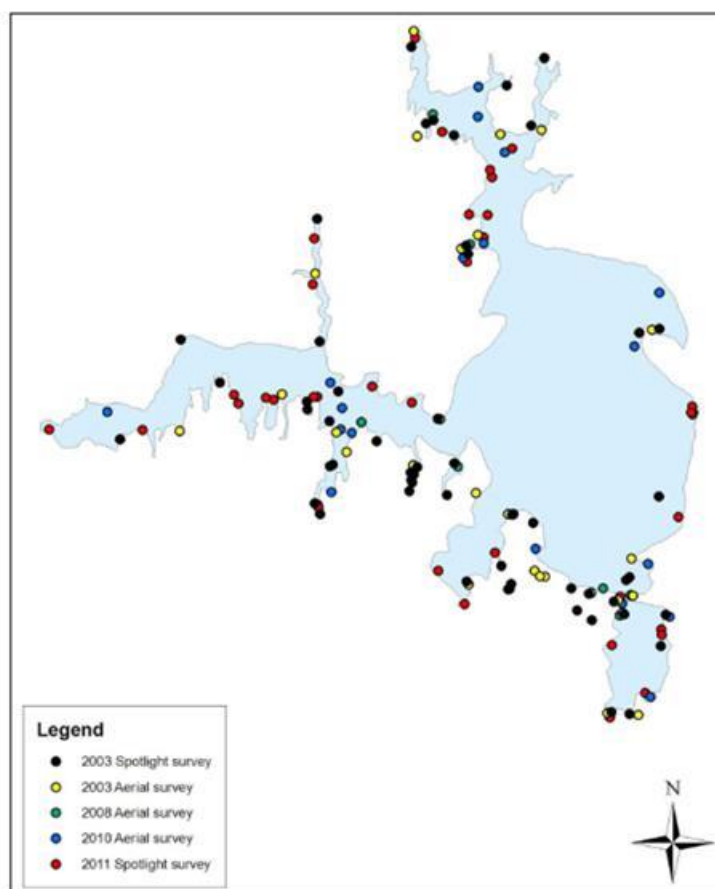 Legend
2003 Spotlight survey
2003 Aerial survey
2008 Aerial survey
2010 Aerial survey
2011 Spotlight survey
N